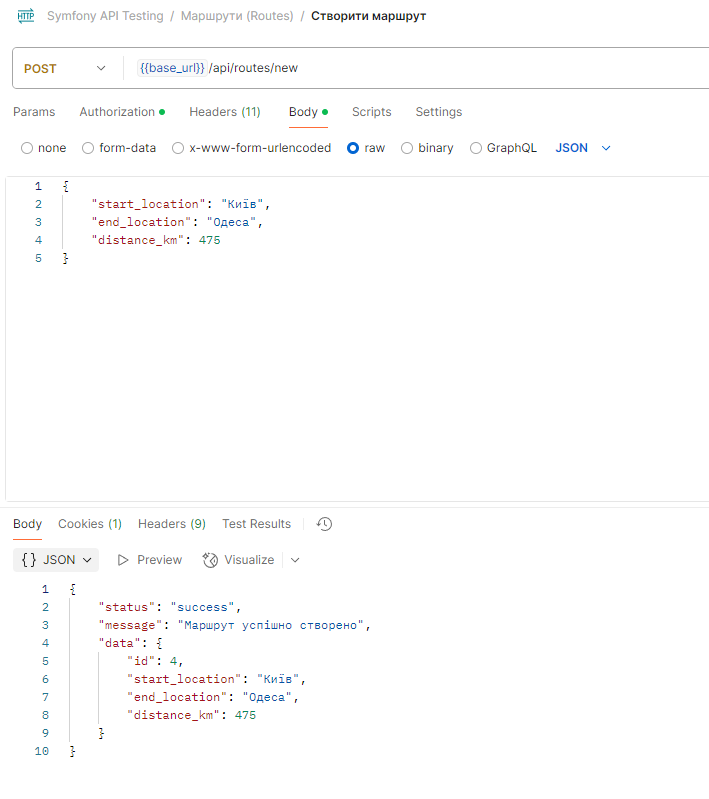 HTTP Symfony API Testing / Маршрути (Routes) / Створити маршрут
POST {{base_url}} /api/routes/new
Params Authorization Headers (11) Body Scripts Settings
none form-data x-www-form-urlencoded raw binary GraphQL JSON
1 {
2 "start_location": "Київ",
3 "end_location": "Одеса",
4 "distance_km": 475
5 }
Body Cookies (1) Headers (9) Test Results
{} JSON Preview Visualize
1 {
2 "status": "success",
3 "message": "Маршрут успішно створено",
4 "data": {
5 "id": 4,
6 "start_location": "Київ",
7 "end_location": "Одеса",
8 "distance_km": 475
9 }
10 }